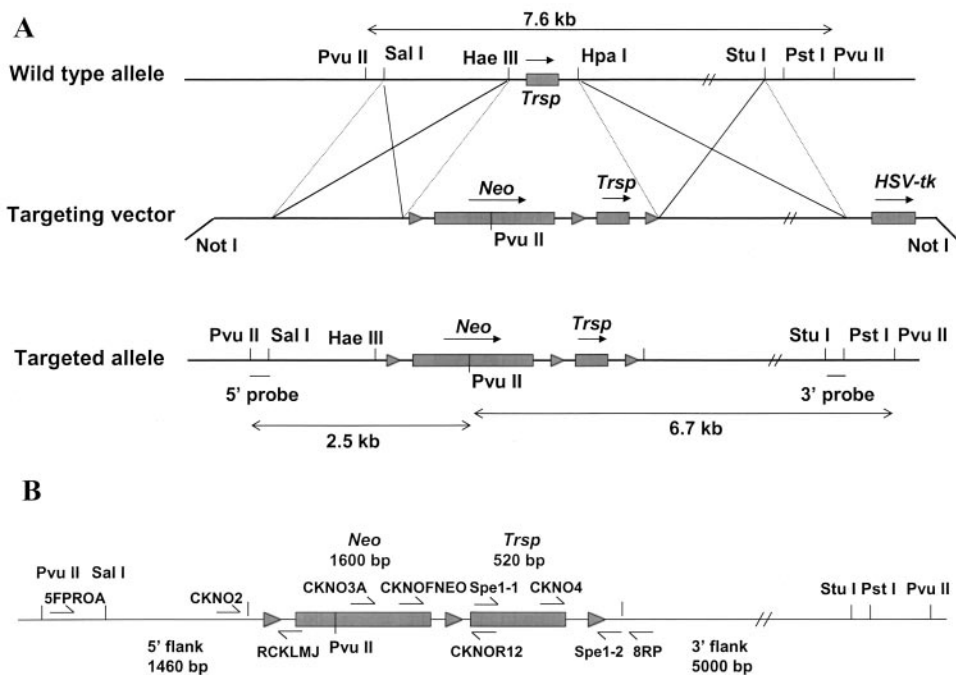 A
7.6 kb
Pvu II Sal I Hae III Hpa I Stu I Pst I Pvu II
Wild type allele
Trsp
Neo Trsp HSV-tk
Targeting vector
Not I Pvu II Not I
Pvu II Sal I Hae III Neo Trsp Stu I Pst I Pvu II
Targeted allele
Pvu II
5' probe 3' probe
2.5 kb 6.7 kb
B
Neo Trsp
1600 bp 520 bp
Pvu II Sal I CKNO3A CKNOFNEO Spe1-1 CKNO4 Stu I Pst I Pvu II
5FPROA CKNO2
5' flank RCKLMJ Pvu II CKNOR12 Spe1-2 8RP 3' flank
1460 bp 5000 bp